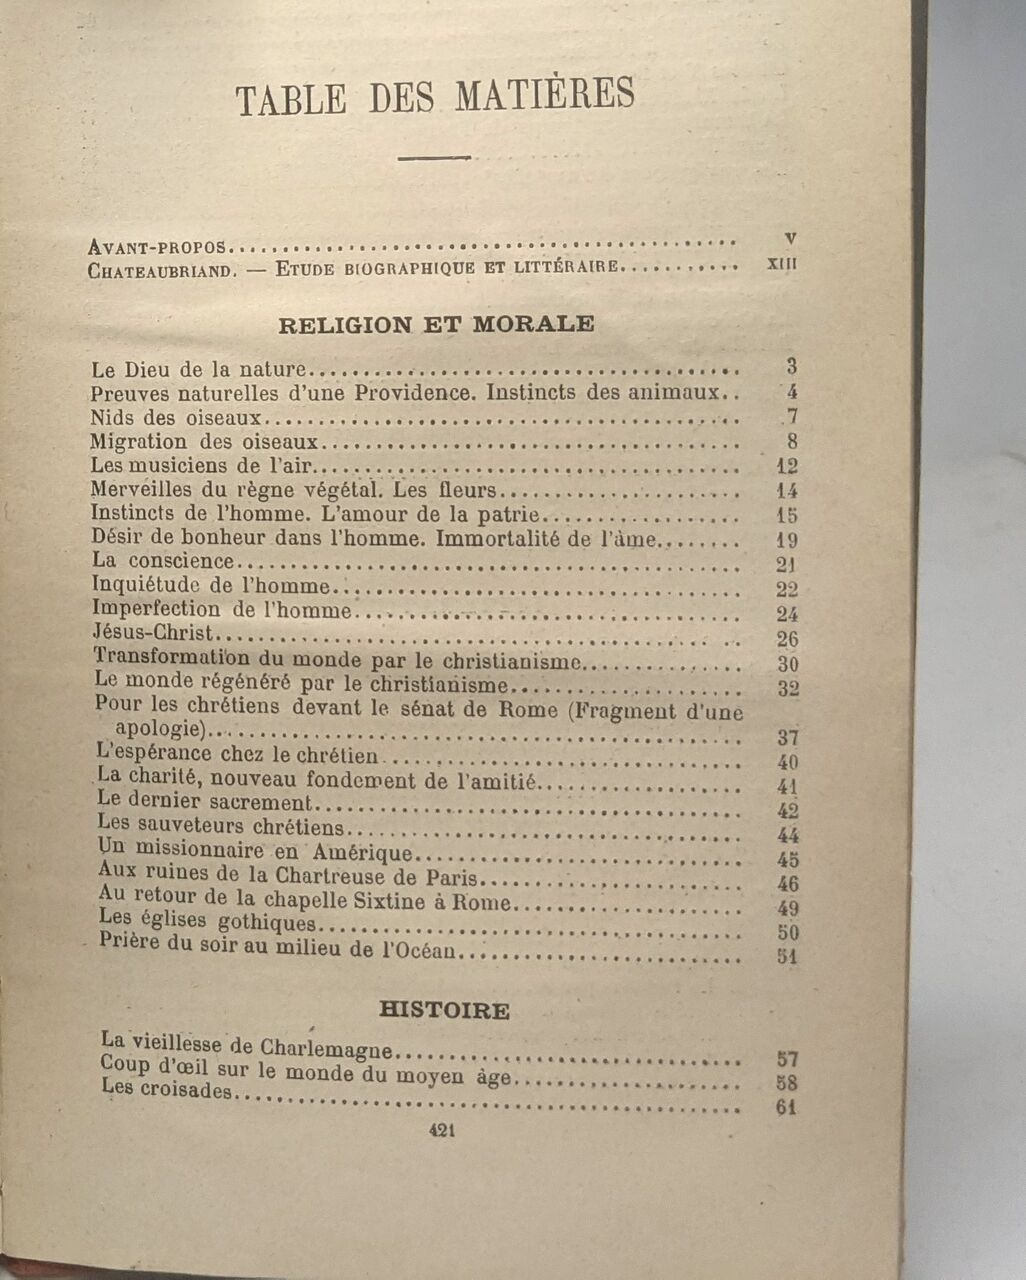 TABLE DES MATIÈRES
AVANT-PROPOS........................................ V
CHATEAUBRIAND. — ETUDE BIOGRAPHIQUE ET LITTÉRAIRE........... XIII
RELIGION ET MORALE
Le Dieu de la nature.................................... 3
Preuves naturelles d'une Providence. Instincts des animaux.. 4
Nids des oiseaux....................................... 7
Migration des oiseaux................................... 8
Les musiciens de l'air................................... 12
Merveilles du règne végétal. Les fleurs.................... 14
Instincts de l'homme. L'amour de la patrie................. 15
Désir de bonheur dans l'homme. Immortalité de l'âme........ 19
La conscience.......................................... 21
Inquiétude de l'homme................................... 22
Imperfection de l'homme................................. 24
Jésus-Christ........................................... 26
Transformation du monde par le christianisme.............. 30
Le monde régénéré par le christianisme.................... 32
Pour les chrétiens devant le sénat de Rome (Fragment d'une
apologie)............................................. 37
L'espérance chez le chrétien.............................. 40
La charité, nouveau fondement de l'amitié.................. 41
Le dernier sacrement.................................... 42
Les sauveteurs chrétiens................................. 44
Un missionnaire en Amérique............................ 45
Aux ruines de la Chartreuse de Paris...................... 46
Au retour de la chapelle Sixtine à Rome................... 49
Les églises gothiques................................... 50
Prière du soir au milieu de l'Océan....................... 51
HISTOIRE
La vieillesse de Charlemagne............................. 57
Coup d'œil sur le monde du moyen âge................... 58
Les croisades.......................................... 61
421